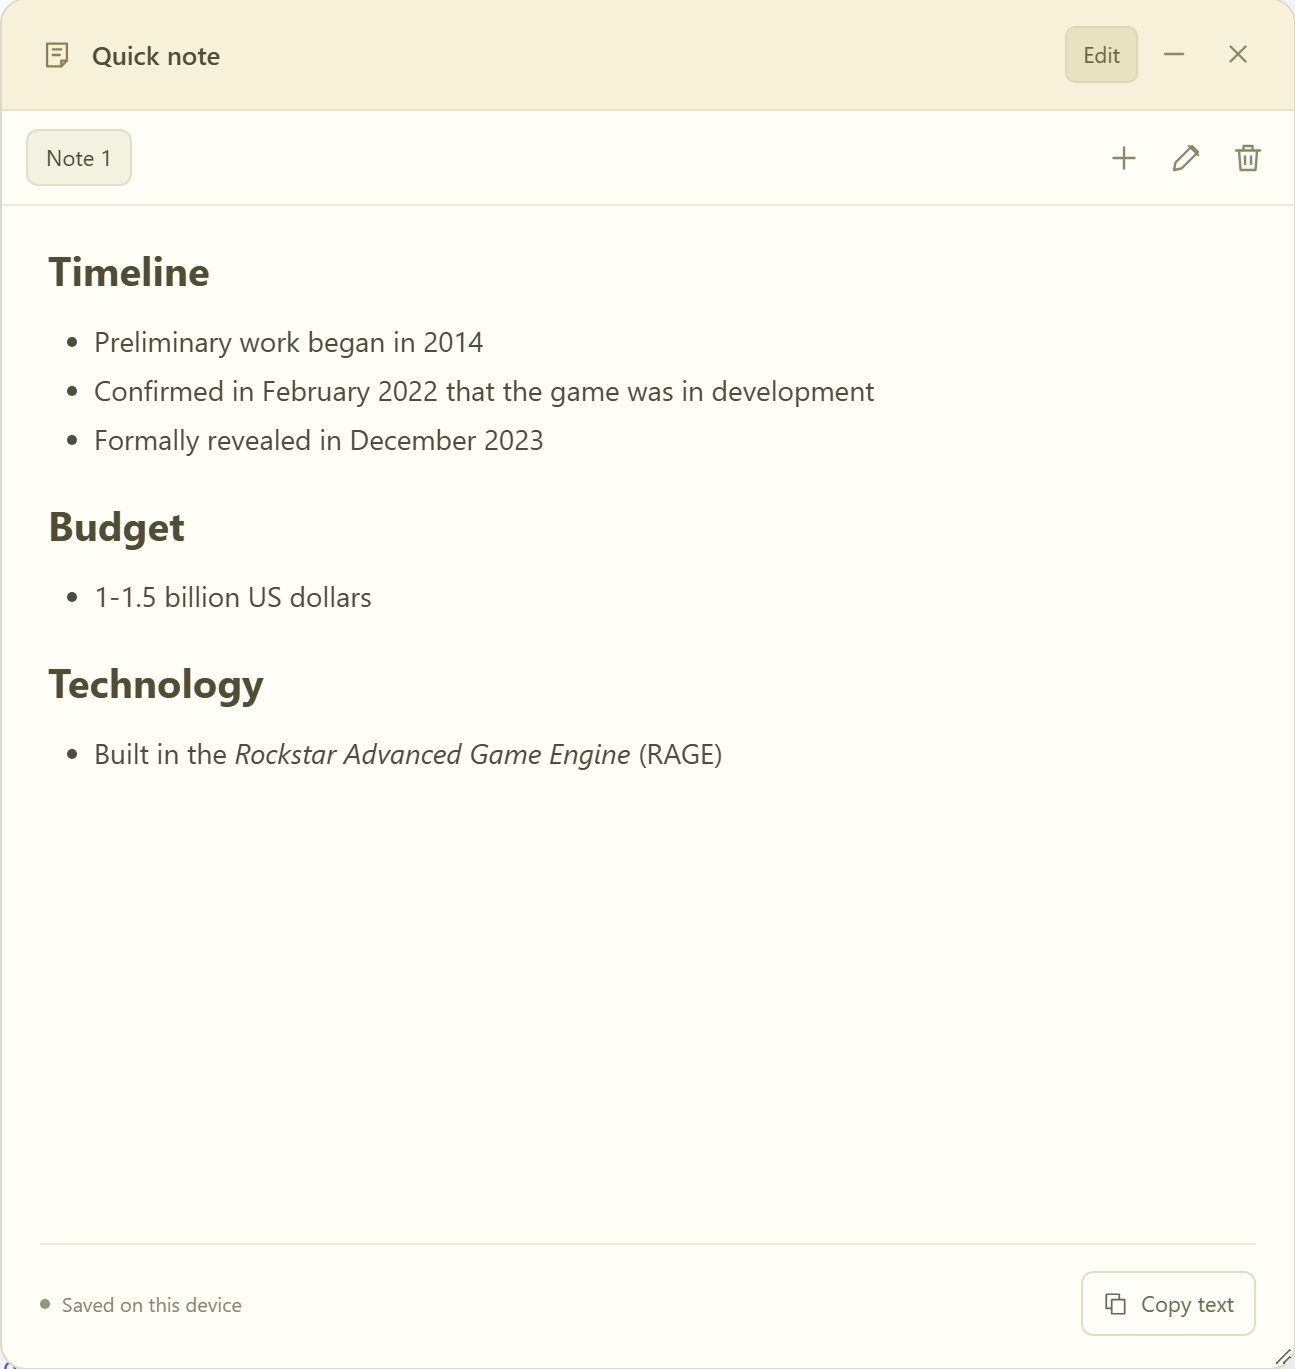 Quick note
Edit
Note 1
Timeline
Preliminary work began in 2014
Confirmed in February 2022 that the game was in development
Formally revealed in December 2023
Budget
1-1.5 billion US dollars
Technology
Built in the Rockstar Advanced Game Engine (RAGE)
Saved on this device
Copy text